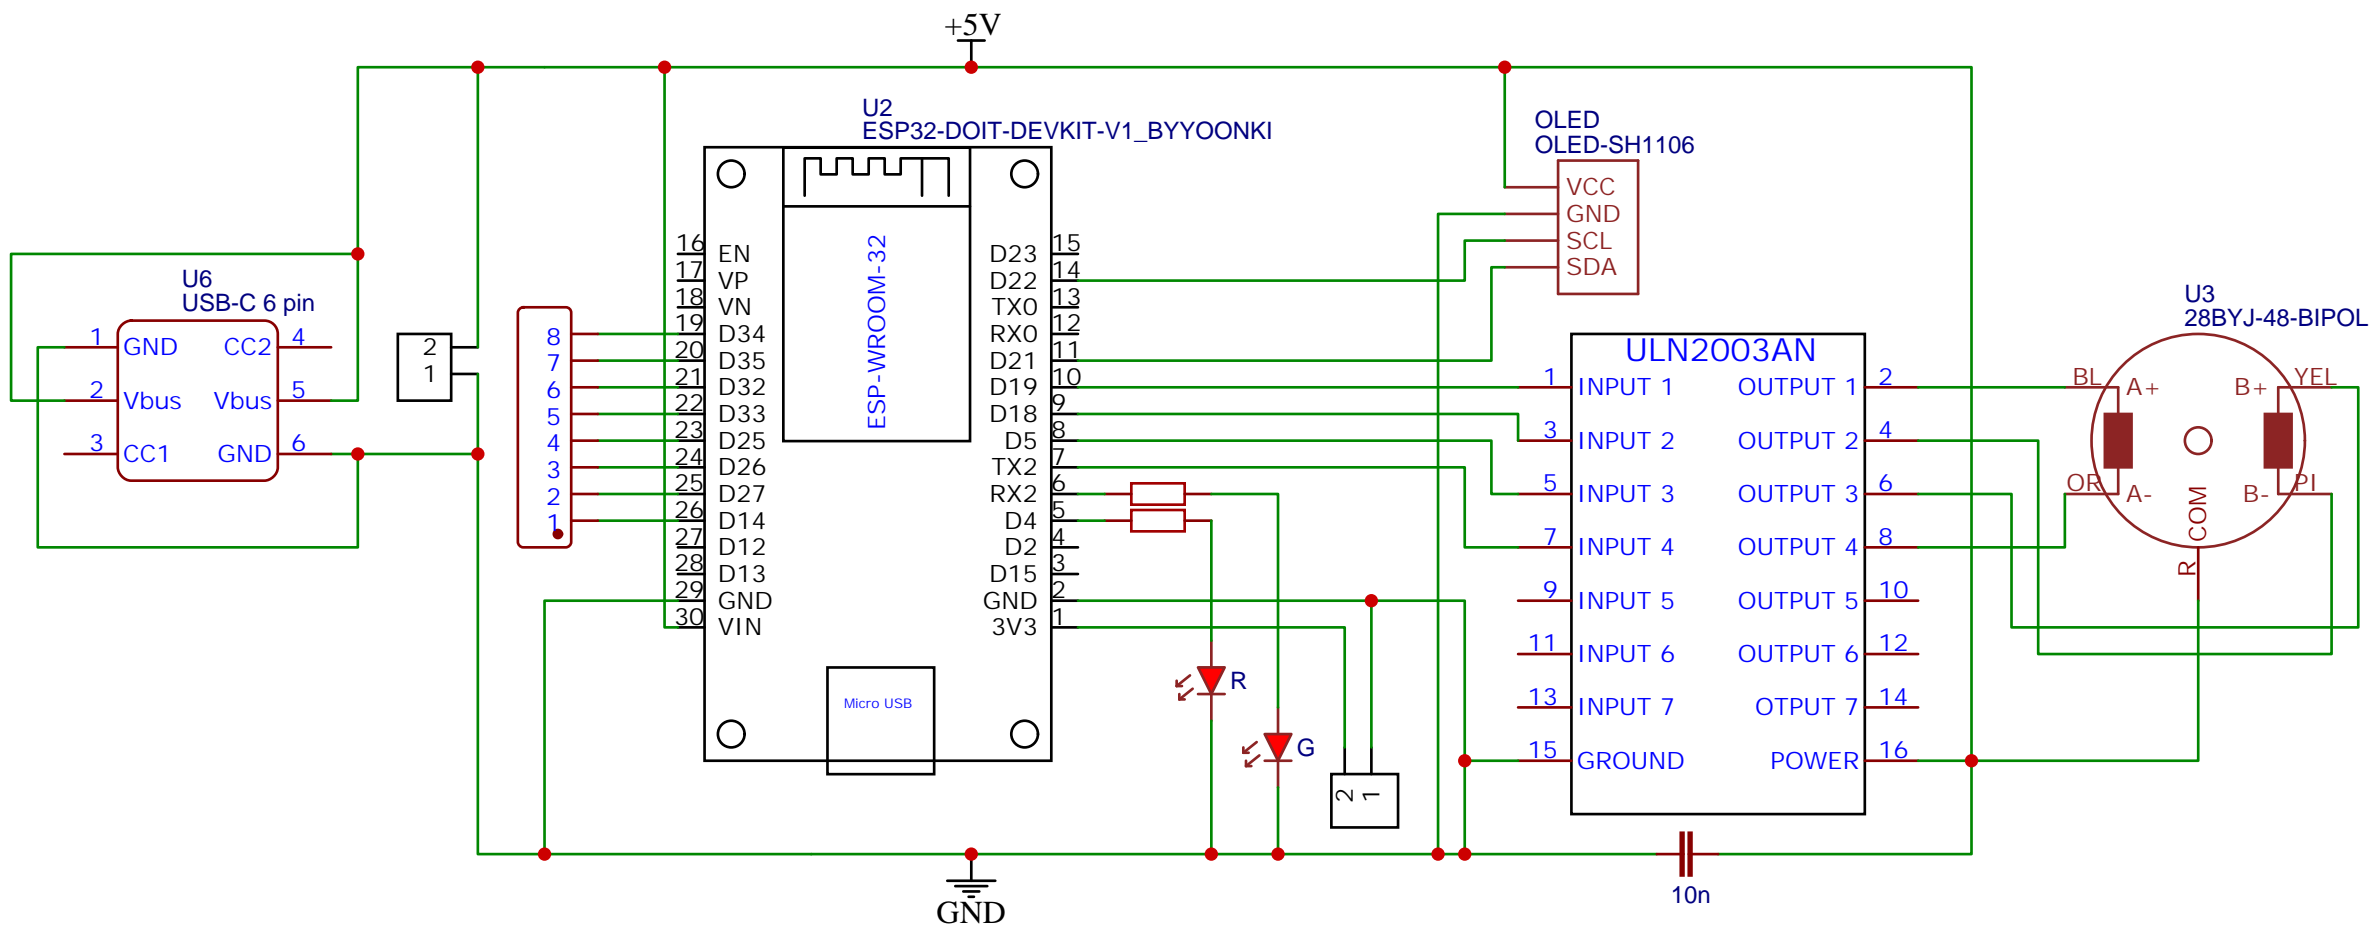 +5V
U2
ESP32-DOIT-DEVKIT-V1_BYYOONKI
OLED
OLED-SH1106
VCC
GND
SCL
SDA
U6
USB-C 6 pin
1 GND CC2 4
2 Vbus Vbus 5
3 CC1 GND 6
2
1
8
7
6
5
4
3
2
1
ESP-WROOM-32
16 EN D23 15
17 VP D22 14
18 VN TX0 13
19 D34 RX0 12
20 D35 D21 11
21 D32 D19 10
22 D33 D18 9
23 D25 D5 8
24 D26 TX2 7
25 D27 RX2 6
26 D14 D4 5
27 D12 D2 4
28 D13 D15 3
29 GND GND 2
30 VIN 3V3 1
Micro USB
R
G
2 1
ULN2003AN
1 INPUT 1 OUTPUT 1 2
3 INPUT 2 OUTPUT 2 4
5 INPUT 3 OUTPUT 3 6
7 INPUT 4 OUTPUT 4 8
9 INPUT 5 OUTPUT 5 10
11 INPUT 6 OUTPUT 6 12
13 INPUT 7 OTPUT 7 14
15 GROUND POWER 16
U3
28BYJ-48-BIPOL
BL A+ B+ YEL
OR A- B- PI
COM
R
10n
GND